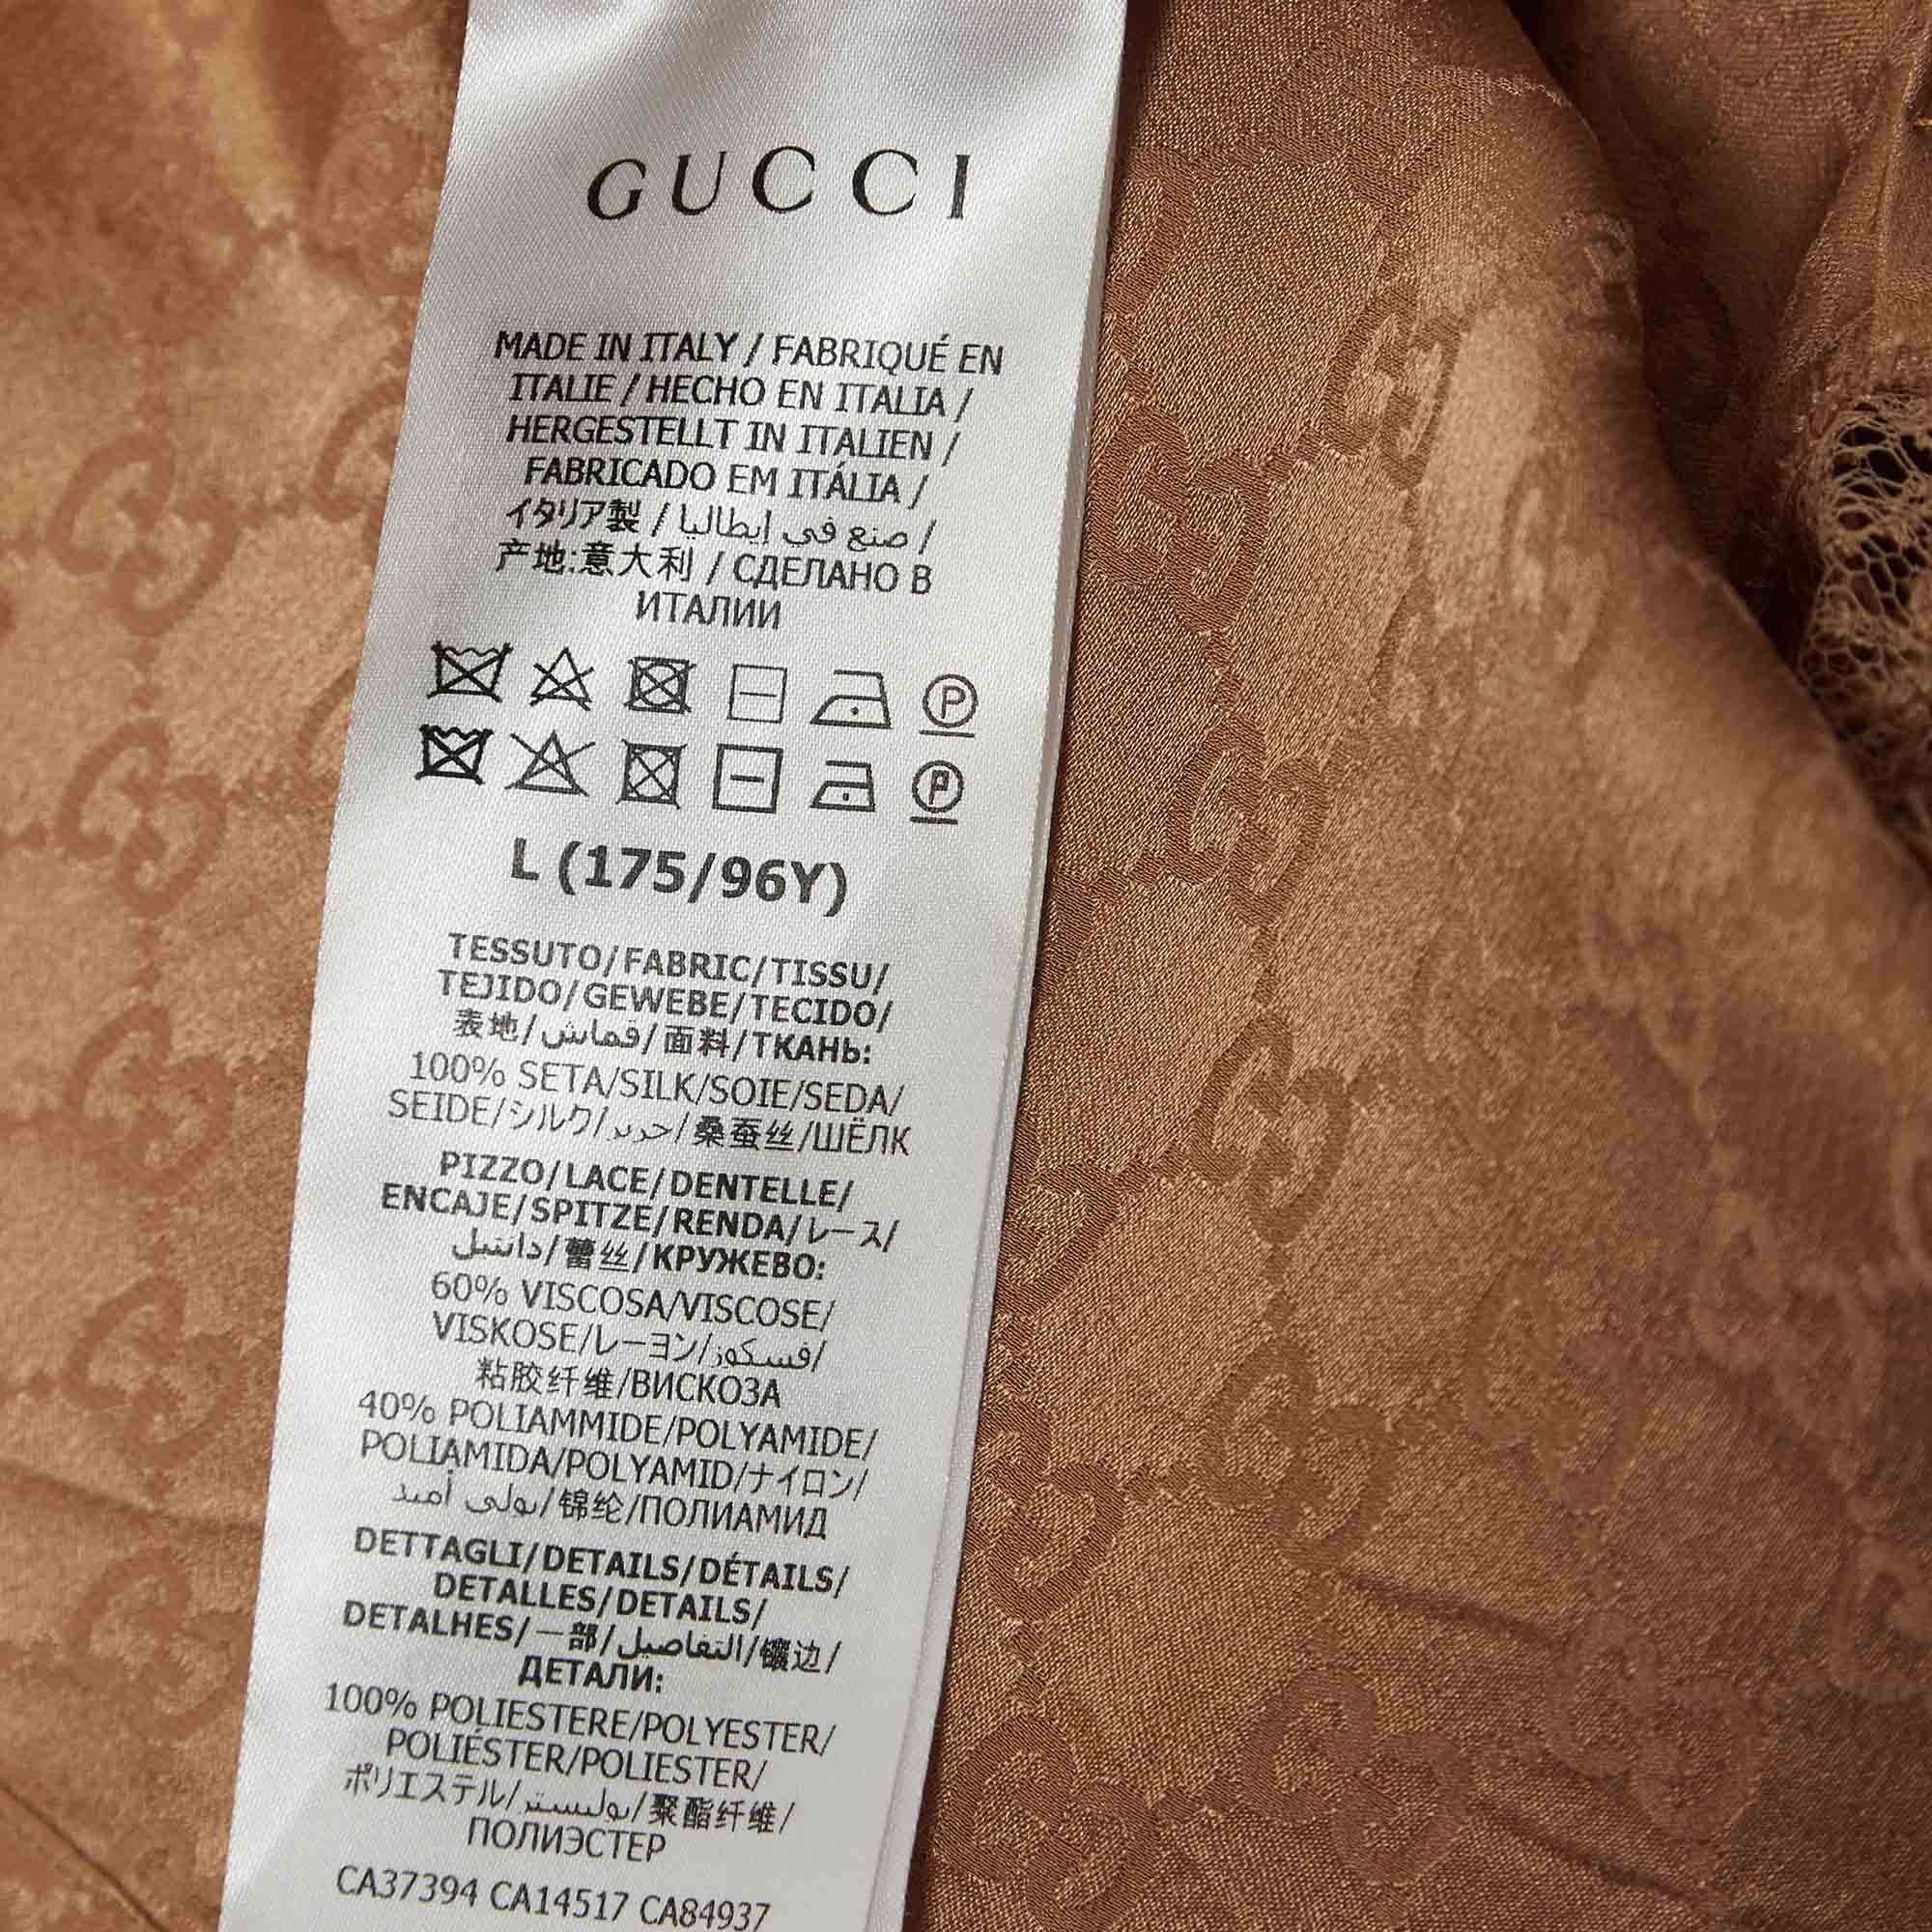 GUCCI
MADE IN ITALY / FABRIQUÉ EN
ITALIE / HECHO EN ITALIA /
HERGESTELLT IN ITALIEN /
FABRICADO EM ITÁLIA /
イタリア製 / صنع في إيطاليا /
产地:意大利 / СДЕЛАНО В
ИТАЛИИ
L (175/96Y)
TESSUTO/FABRIC/TISSU/
TEJIDO/GEWEBE/TECIDO/
表地/قماش/面料/ТКАНЬ:
100% SETA/SILK/SOIE/SEDA/
SEIDE/シルク/حرير/桑蚕丝/ШЁЛК
PIZZO/LACE/DENTELLE/
ENCAJE/SPITZE/RENDA/レース/
دانتيل/蕾丝/КРУЖЕВО:
60% VISCOSA/VISCOSE/
VISKOSE/レーヨン/فسكوز/
粘胶纤维/ВИСКОЗА
40% POLIAMMIDE/POLYAMIDE/
POLIAMIDA/POLYAMID/ナイロン/
بولي أميد/锦纶/ПОЛИАМИД
DETTAGLI/DETAILS/DÉTAILS/
DETALLES/DETAILS/
DETALHES/一部/التفاصيل/镶边/
ДЕТАЛИ:
100% POLIESTERE/POLYESTER/
POLIÉSTER/POLIESTER/
ポリエステル/بوليستر/聚酯纤维/
ПОЛИЭСТЕР
CA37394 CA14517 CA84937